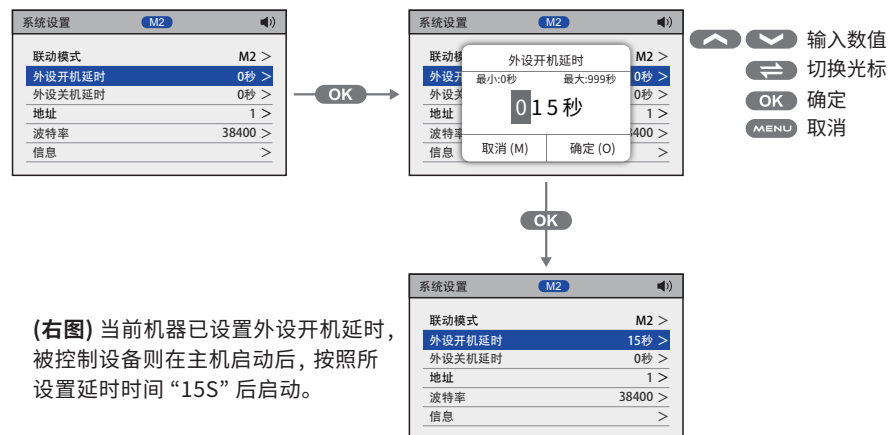 系统设置 M2
联动模式 M2 >
外设开机延时 0秒 >
外设关机延时 0秒 >
地址 1 >
波特率 38400 >
信息 >
OK
系统设置 M2
联动模 M2 >
外设开 0秒 >
外设关 0秒 >
地址 1 >
波特率 400 >
信息 >
外设开机延时
最小:0秒 最大:999秒
015秒
取消 (M) 确定 (O)
输入数值
切换光标
OK 确定
MENU 取消
OK
(右图) 当前机器已设置外设开机延时,
被控制设备则在主机启动后, 按照所
设置延时时间 “15S” 后启动。
系统设置 M2
联动模式 M2 >
外设开机延时 15秒 >
外设关机延时 0秒 >
地址 1 >
波特率 38400 >
信息 >